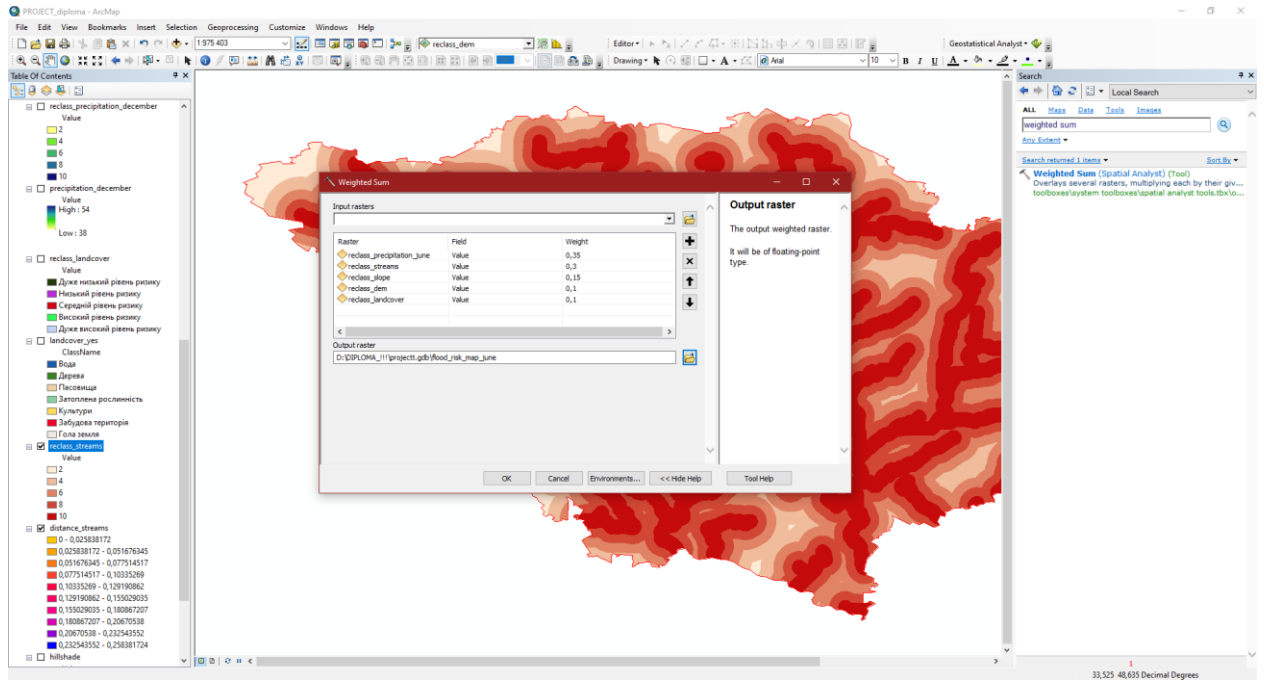 PROJECT_diploma - ArcMap
File Edit View Bookmarks Insert Selection Geoprocessing Customize Windows Help
1:975 403
reclass_dem
Editor
Geostatistical Analyst
Drawing
Arial
10
B I U A
Table Of Contents
reclass_precipitation_december
Value
2
4
6
8
10
precipitation_december
Value
High : 54
Low : 38
reclass_landcover
Value
Дуже низький рівень ризику
Низький рівень ризику
Середній рівень ризику
Високий рівень ризику
Дуже високий рівень ризику
landcover_yes
ClassName
Вода
Дерева
Пасовища
Затоплена рослинність
Культури
Забудова територія
Гола земля
reclass_streams
Value
2
4
6
8
10
distance_streams
0 - 0,025838172
0,025838172 - 0,051676345
0,051676345 - 0,077514517
0,077514517 - 0,10335269
0,10335269 - 0,129190862
0,129190862 - 0,155029035
0,155029035 - 0,180867207
0,180867207 - 0,20670538
0,20670538 - 0,232543552
0,232543552 - 0,258381724
hillshade
Weighted Sum
Input rasters
Raster Field Weight
reclass_precipitation_june Value 0,35
reclass_streams Value 0,3
reclass_slope Value 0,15
reclass_dem Value 0,1
reclass_landcover Value 0,1
Output raster
D:\DIPLOMA_!!!\projectt.gdb\flood_risk_map_june
OK Cancel Environments... << Hide Help Tool Help
Output raster
The output weighted raster.
It will be of floating-point
type.
Search
Local Search
ALL Maps Data Tools Images
weighted sum
Any Extent
Search returned 1 items Sort By
Weighted Sum (Spatial Analyst) (Tool)
Overlays several rasters, multiplying each by their giv...
toolboxes\system toolboxes\spatial analyst tools.tbx\o...
1
33,525 48,635 Decimal Degrees